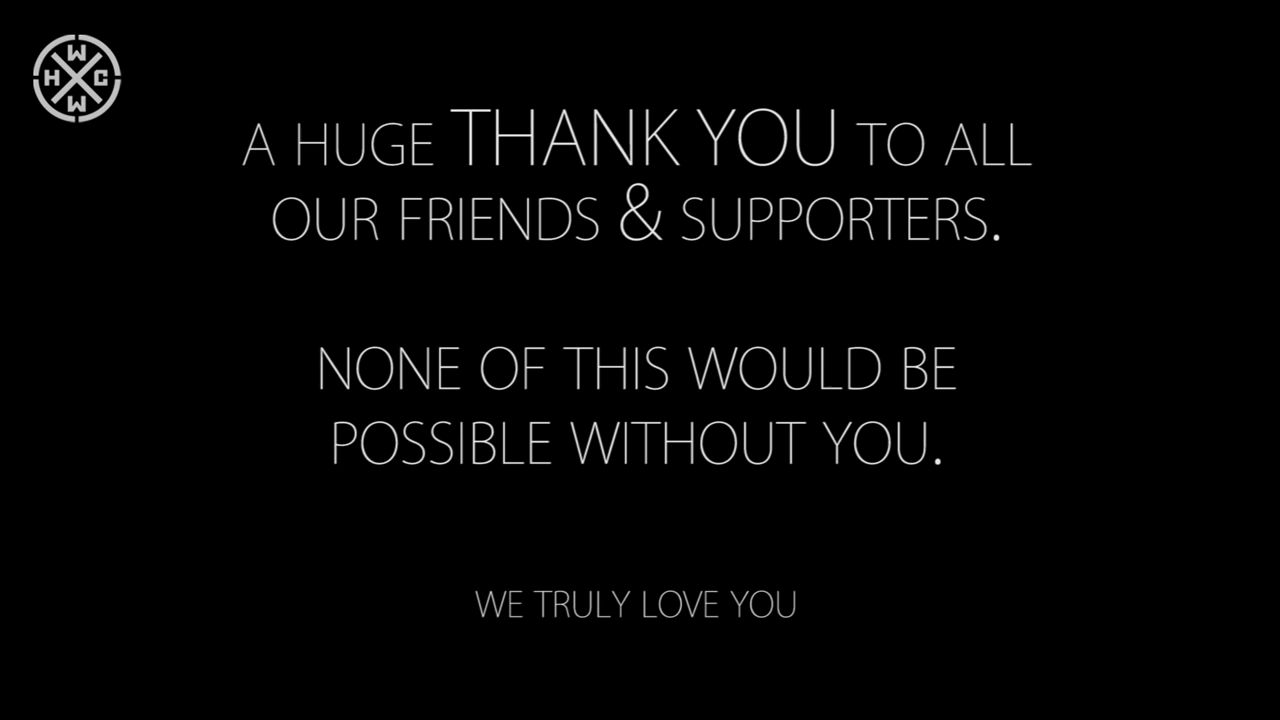 W
H C
W
A HUGE THANK YOU TO ALL
OUR FRIENDS & SUPPORTERS.
NONE OF THIS WOULD BE
POSSIBLE WITHOUT YOU.
WE TRULY LOVE YOU